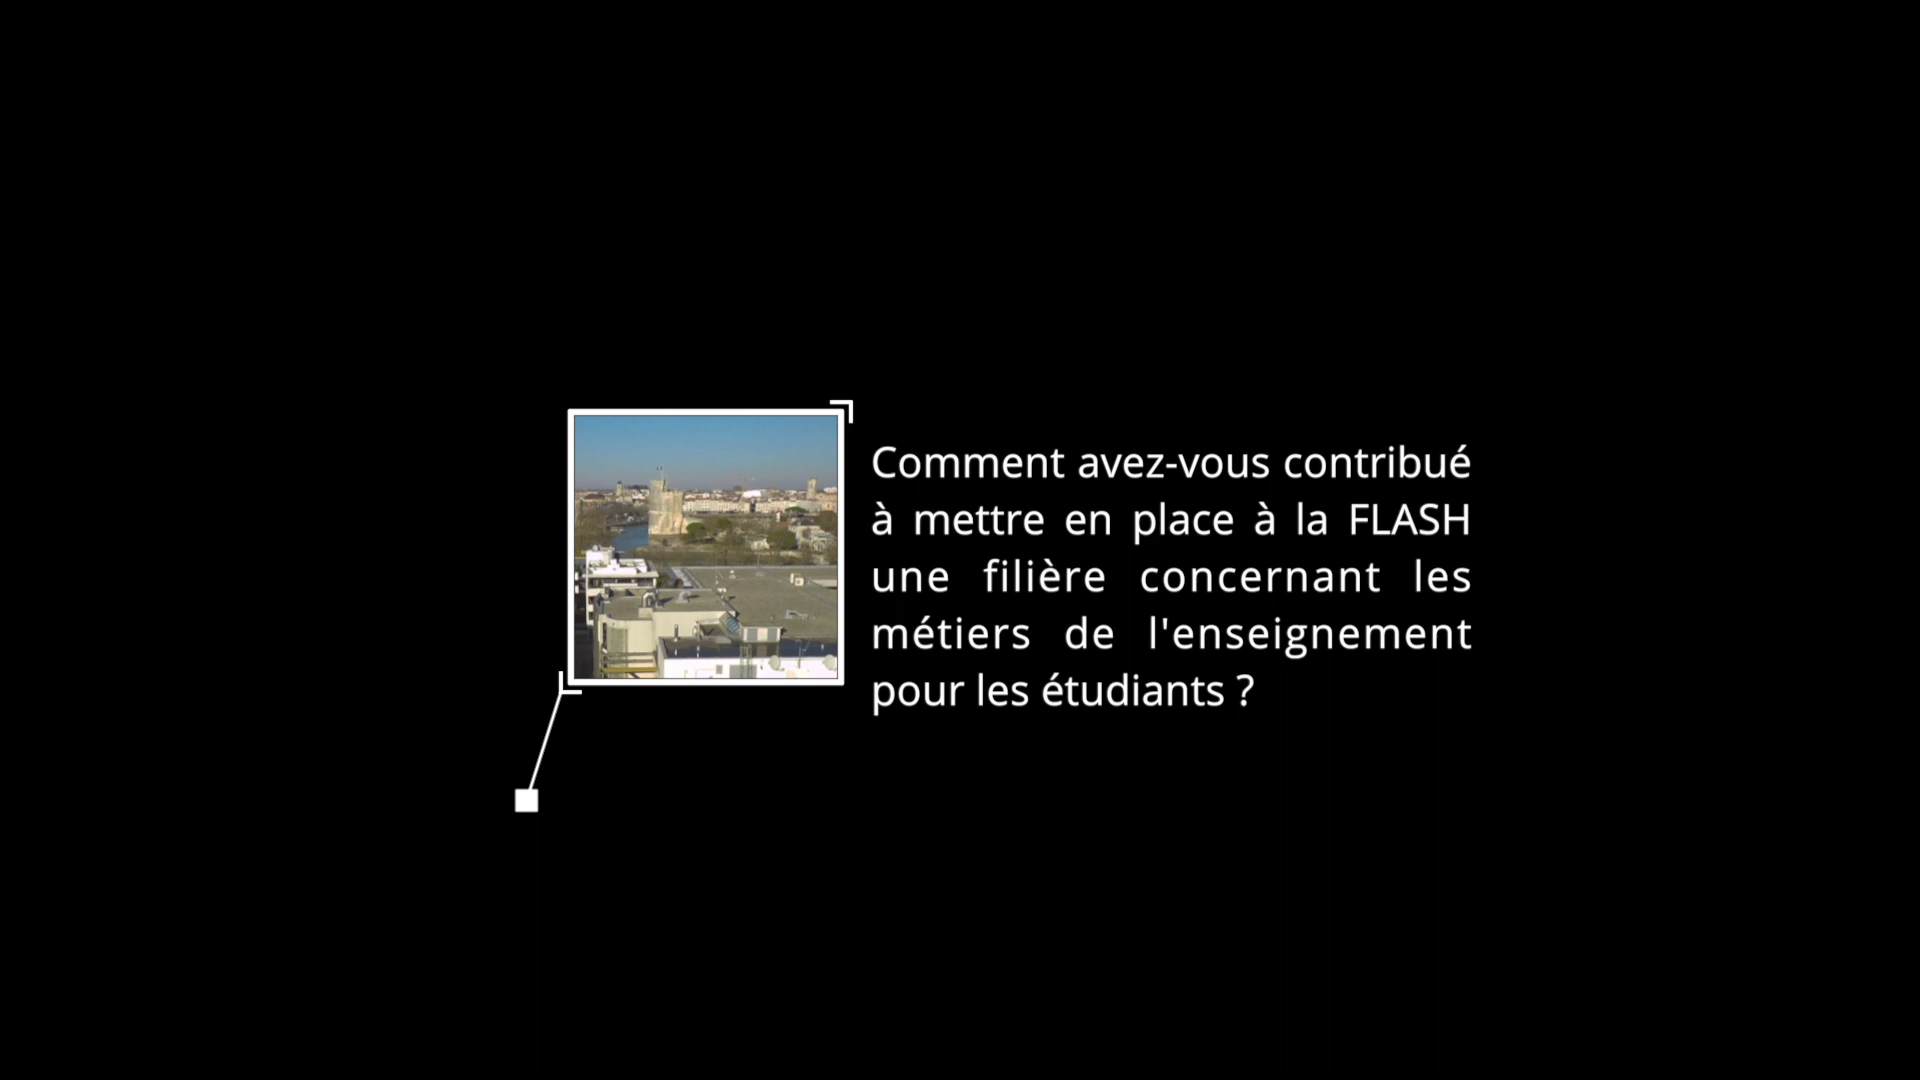 Comment avez-vous contribué
à mettre en place à la FLASH
une filière concernant les
métiers de l'enseignement
pour les étudiants ?